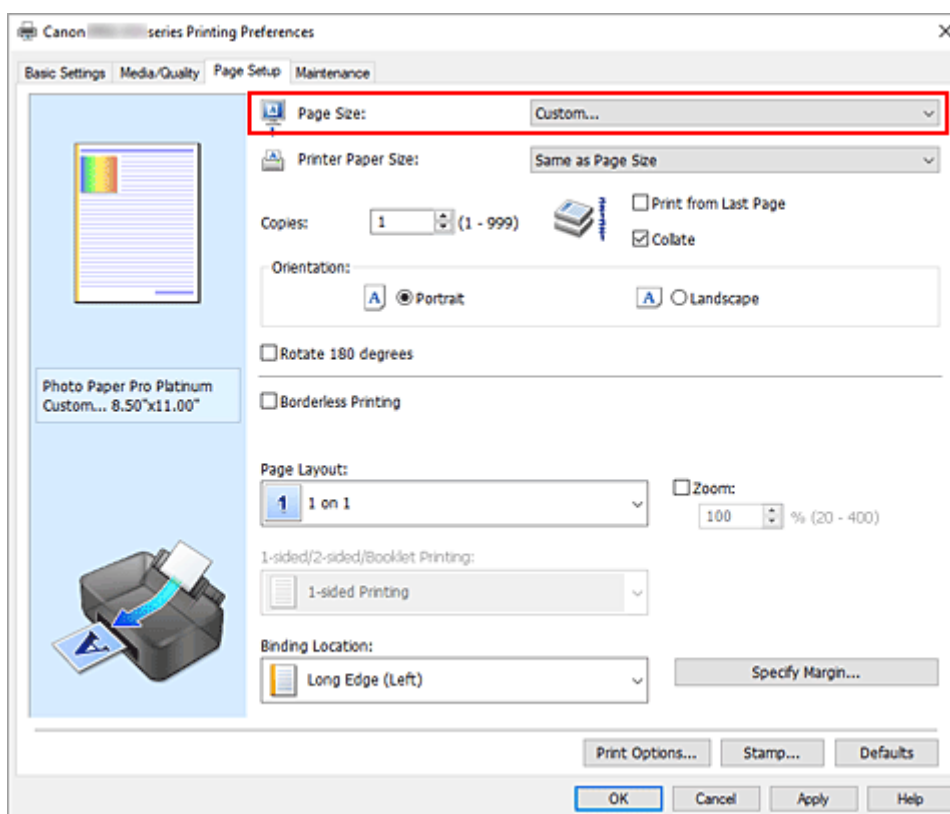 Canon series Printing Preferences
Basic Settings Media/Quality Page Setup Maintenance
Page Size: Custom...
Printer Paper Size: Same as Page Size
Copies: 1 (1 - 999)
Print from Last Page
Collate
Orientation:
A Portrait A Landscape
Rotate 180 degrees
Photo Paper Pro Platinum
Custom... 8.50"x11.00"
Borderless Printing
Page Layout:
1 1 on 1
Zoom:
100 % (20 - 400)
1-sided/2-sided/Booklet Printing:
1-sided Printing
Binding Location:
Long Edge (Left)
Specify Margin...
A
Print Options... Stamp... Defaults
OK Cancel Apply Help